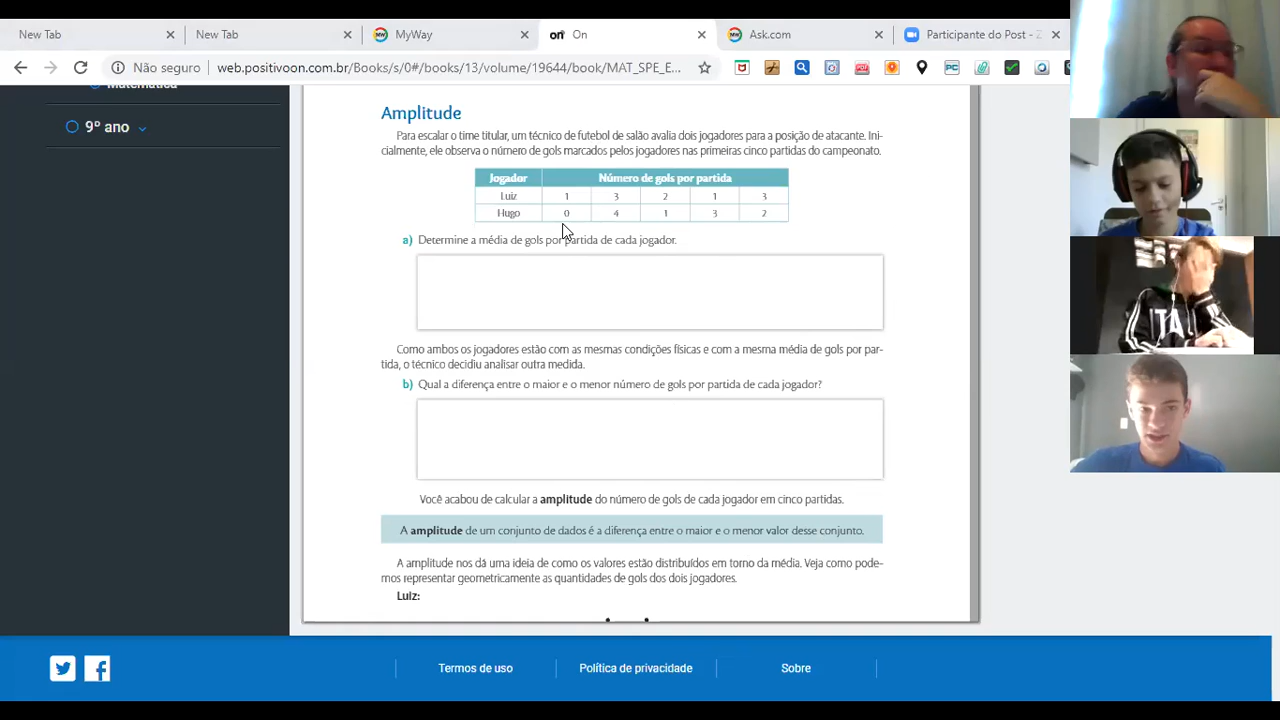 New Tab
New Tab
MyWay
On
Ask.com
Participante do Post - Z
Não seguro
web.positivoon.com.br/Books/s/0#/books/13/volume/19644/book/MAT_SPE_E...
Matemática
9º ano
Amplitude
Para escalar o time titular, um técnico de futebol de salão avalia dois jogadores para a posição de atacante. Ini-
cialmente, ele observa o número de gols marcados pelos jogadores nas primeiras cinco partidas do campeonato.
Jogador Número de gols por partida
Luiz 1 3 2 1 3
Hugo 0 4 1 3 2
a) Determine a média de gols por partida de cada jogador.
Como ambos os jogadores estão com as mesmas condições físicas e com a mesma média de gols por par-
tida, o técnico decidiu analisar outra medida.
b) Qual a diferença entre o maior e o menor número de gols por partida de cada jogador?
Você acabou de calcular a amplitude do número de gols de cada jogador em cinco partidas.
A amplitude de um conjunto de dados é a diferença entre o maior e o menor valor desse conjunto.
A amplitude nos dá uma ideia de como os valores estão distribuídos em torno da média. Veja como pode-
mos representar geometricamente as quantidades de gols dos dois jogadores.
Luiz:
Termos de uso
Política de privacidade
Sobre